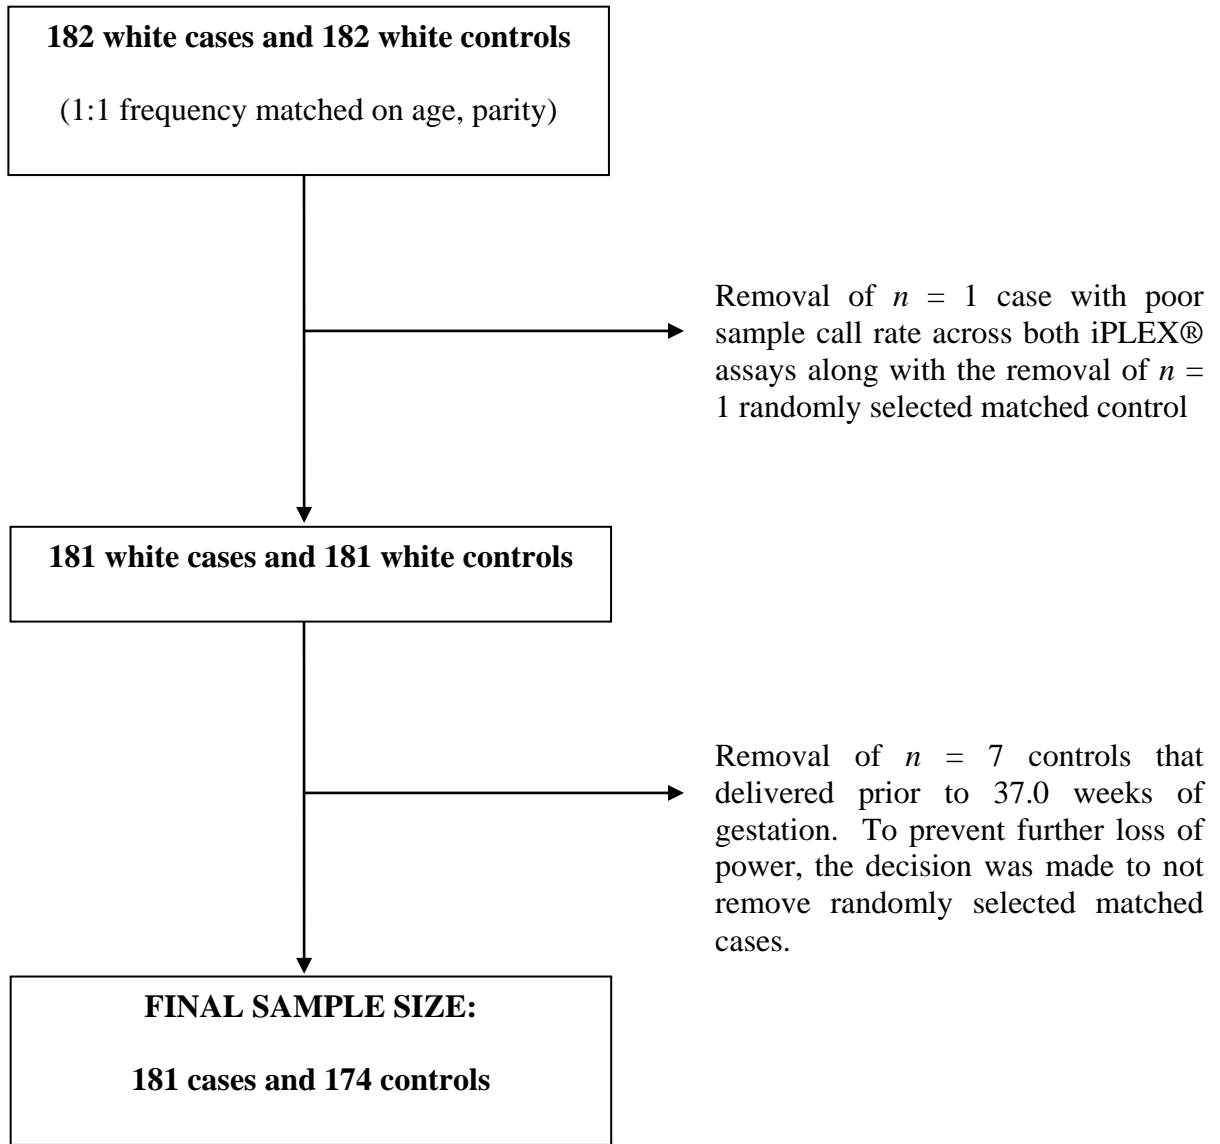 182 white cases and 182 white controls
(1:1 frequency matched on age, parity)
Removal of n = 1 case with poor
sample call rate across both iPLEX®
assays along with the removal of n =
1 randomly selected matched control
181 white cases and 181 white controls
Removal of n = 7 controls that
delivered prior to 37.0 weeks of
gestation. To prevent further loss of
power, the decision was made to not
remove randomly selected matched
cases.
FINAL SAMPLE SIZE:
181 cases and 174 controls